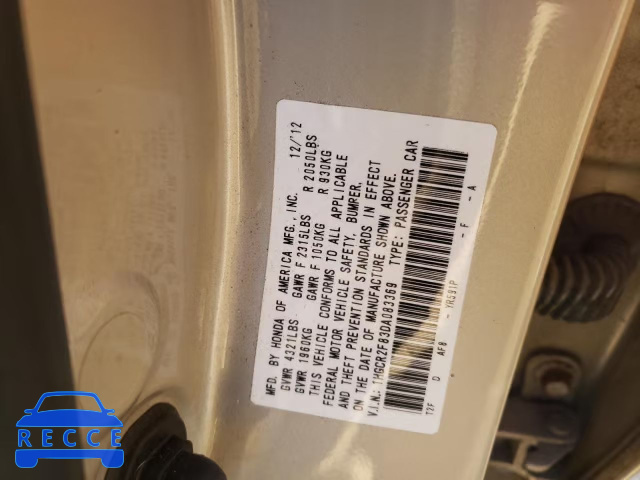 MFD. BY HONDA OF AMERICA MFG., INC. 12/12
GVWR 4321LBS GAWR F 2315LBS R 2050LBS
GVWR 1960KG GAWR F 1050KG R 930KG
THIS VEHICLE CONFORMS TO ALL APPLICABLE
FEDERAL MOTOR VEHICLE SAFETY, BUMPER,
AND THEFT PREVENTION STANDARDS IN EFFECT
ON THE DATE OF MANUFACTURE SHOWN ABOVE.
V.I.N.: 1HGCR2F83DA083369 TYPE: PASSENGER CAR
T2F D AF8 - YR591P - F - A
RECCE